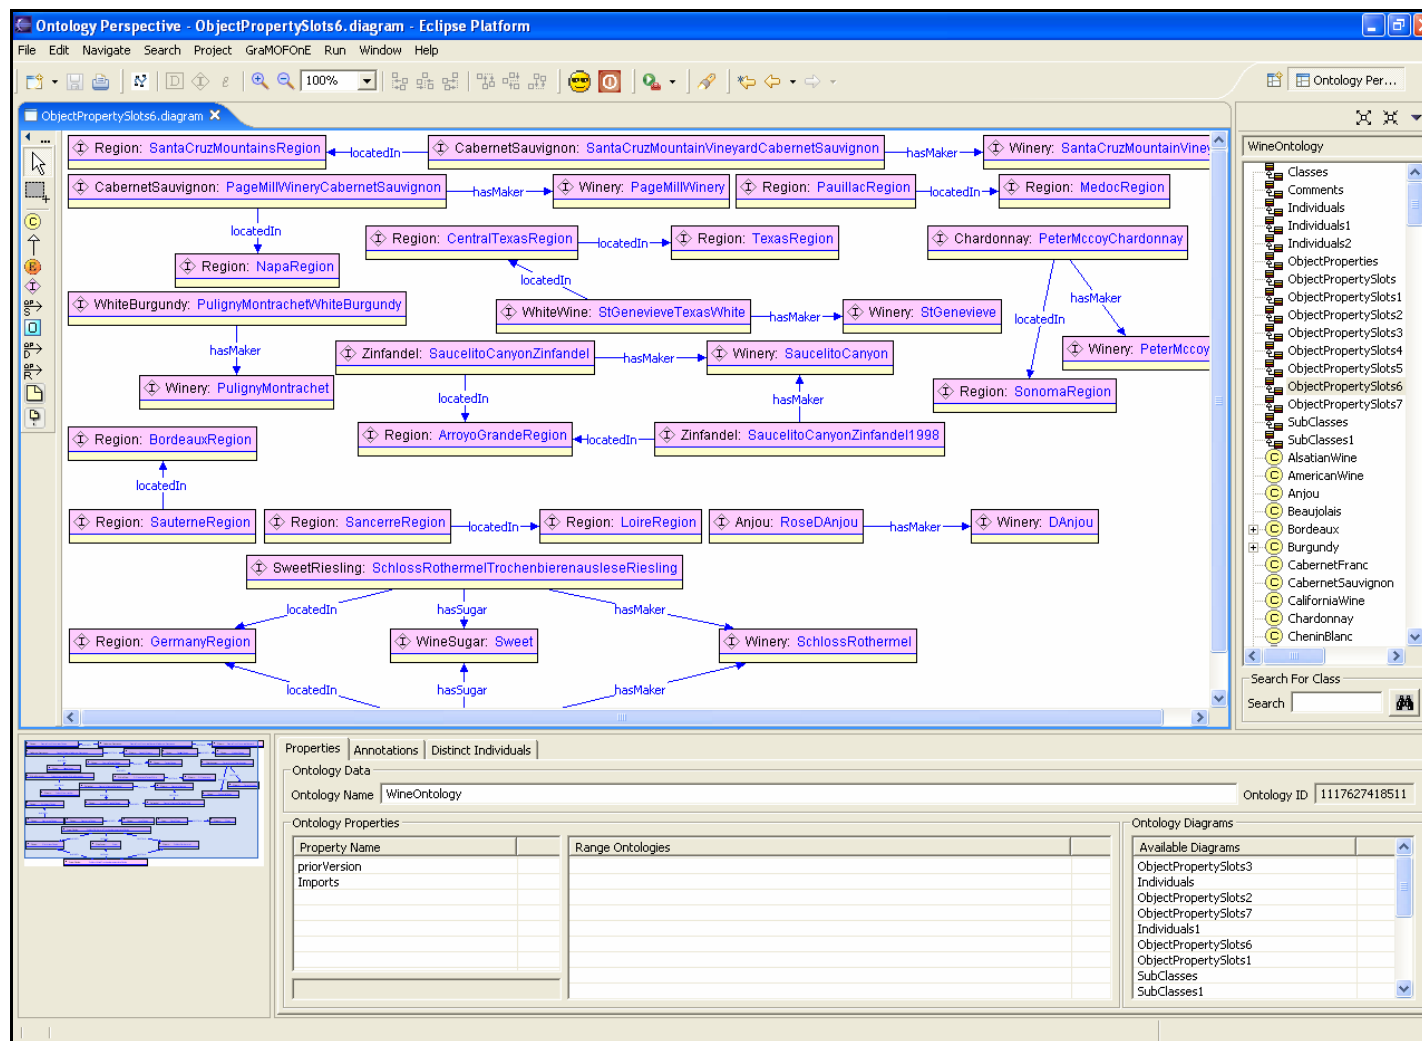 Ontology Perspective - ObjectPropertySlots6.diagram - Eclipse Platform
File Edit Navigate Search Project GraMOFOnE Run Window Help
100%
Ontology Per...
ObjectPropertySlots6.diagram
Region: SantaCruzMountainsRegion
locatedIn
CabernetSauvignon: SantaCruzMountainVineyardCabernetSauvignon
hasMaker
Winery: SantaCruzMountainViney
CabernetSauvignon: PageMillWineryCabernetSauvignon
hasMaker
Winery: PageMillWinery
Region: PauillacRegion
locatedIn
Region: MedocRegion
locatedIn
Region: CentralTexasRegion
locatedIn
Region: TexasRegion
Chardonnay: PeterMccoyChardonnay
Region: NapaRegion
locatedIn
hasMaker
WhiteBurgundy: PulignyMontrachetWhiteBurgundy
WhiteWine: StGenevieveTexasWhite
hasMaker
Winery: StGenevieve
locatedIn
hasMaker
Zinfandel: SaucelitoCanyonZinfandel
hasMaker
Winery: SaucelitoCanyon
Winery: PeterMccoy
Winery: PulignyMontrachet
locatedIn
hasMaker
Region: SonomaRegion
Region: BordeauxRegion
Region: ArroyoGrandeRegion
locatedIn
Zinfandel: SaucelitoCanyonZinfandel1998
locatedIn
Region: SauterneRegion
Region: SancerreRegion
locatedIn
Region: LoireRegion
Anjou: RoseDAnjou
hasMaker
Winery: DAnjou
SweetRiesling: SchlossRothermelTrochenbierenausleseRiesling
locatedIn
hasSugar
hasMaker
Region: GermanyRegion
WineSugar: Sweet
Winery: SchlossRothermel
locatedIn
hasSugar
hasMaker
WineOntology
Classes
Comments
Individuals
Individuals1
Individuals2
ObjectProperties
ObjectPropertySlots
ObjectPropertySlots1
ObjectPropertySlots2
ObjectPropertySlots3
ObjectPropertySlots4
ObjectPropertySlots5
ObjectPropertySlots6
ObjectPropertySlots7
SubClasses
SubClasses1
AlsatianWine
AmericanWine
Anjou
Beaujolais
Bordeaux
Burgundy
CabernetFranc
CabernetSauvignon
CaliforniaWine
Chardonnay
CheninBlanc
Search For Class
Search
Properties Annotations Distinct Individuals
Ontology Data
Ontology Name WineOntology
Ontology ID 1117627418511
Ontology Properties
Property Name
priorVersion
Imports
Range Ontologies
Ontology Diagrams
Available Diagrams
ObjectPropertySlots3
Individuals
ObjectPropertySlots2
ObjectPropertySlots7
Individuals1
ObjectPropertySlots6
ObjectPropertySlots1
SubClasses
SubClasses1